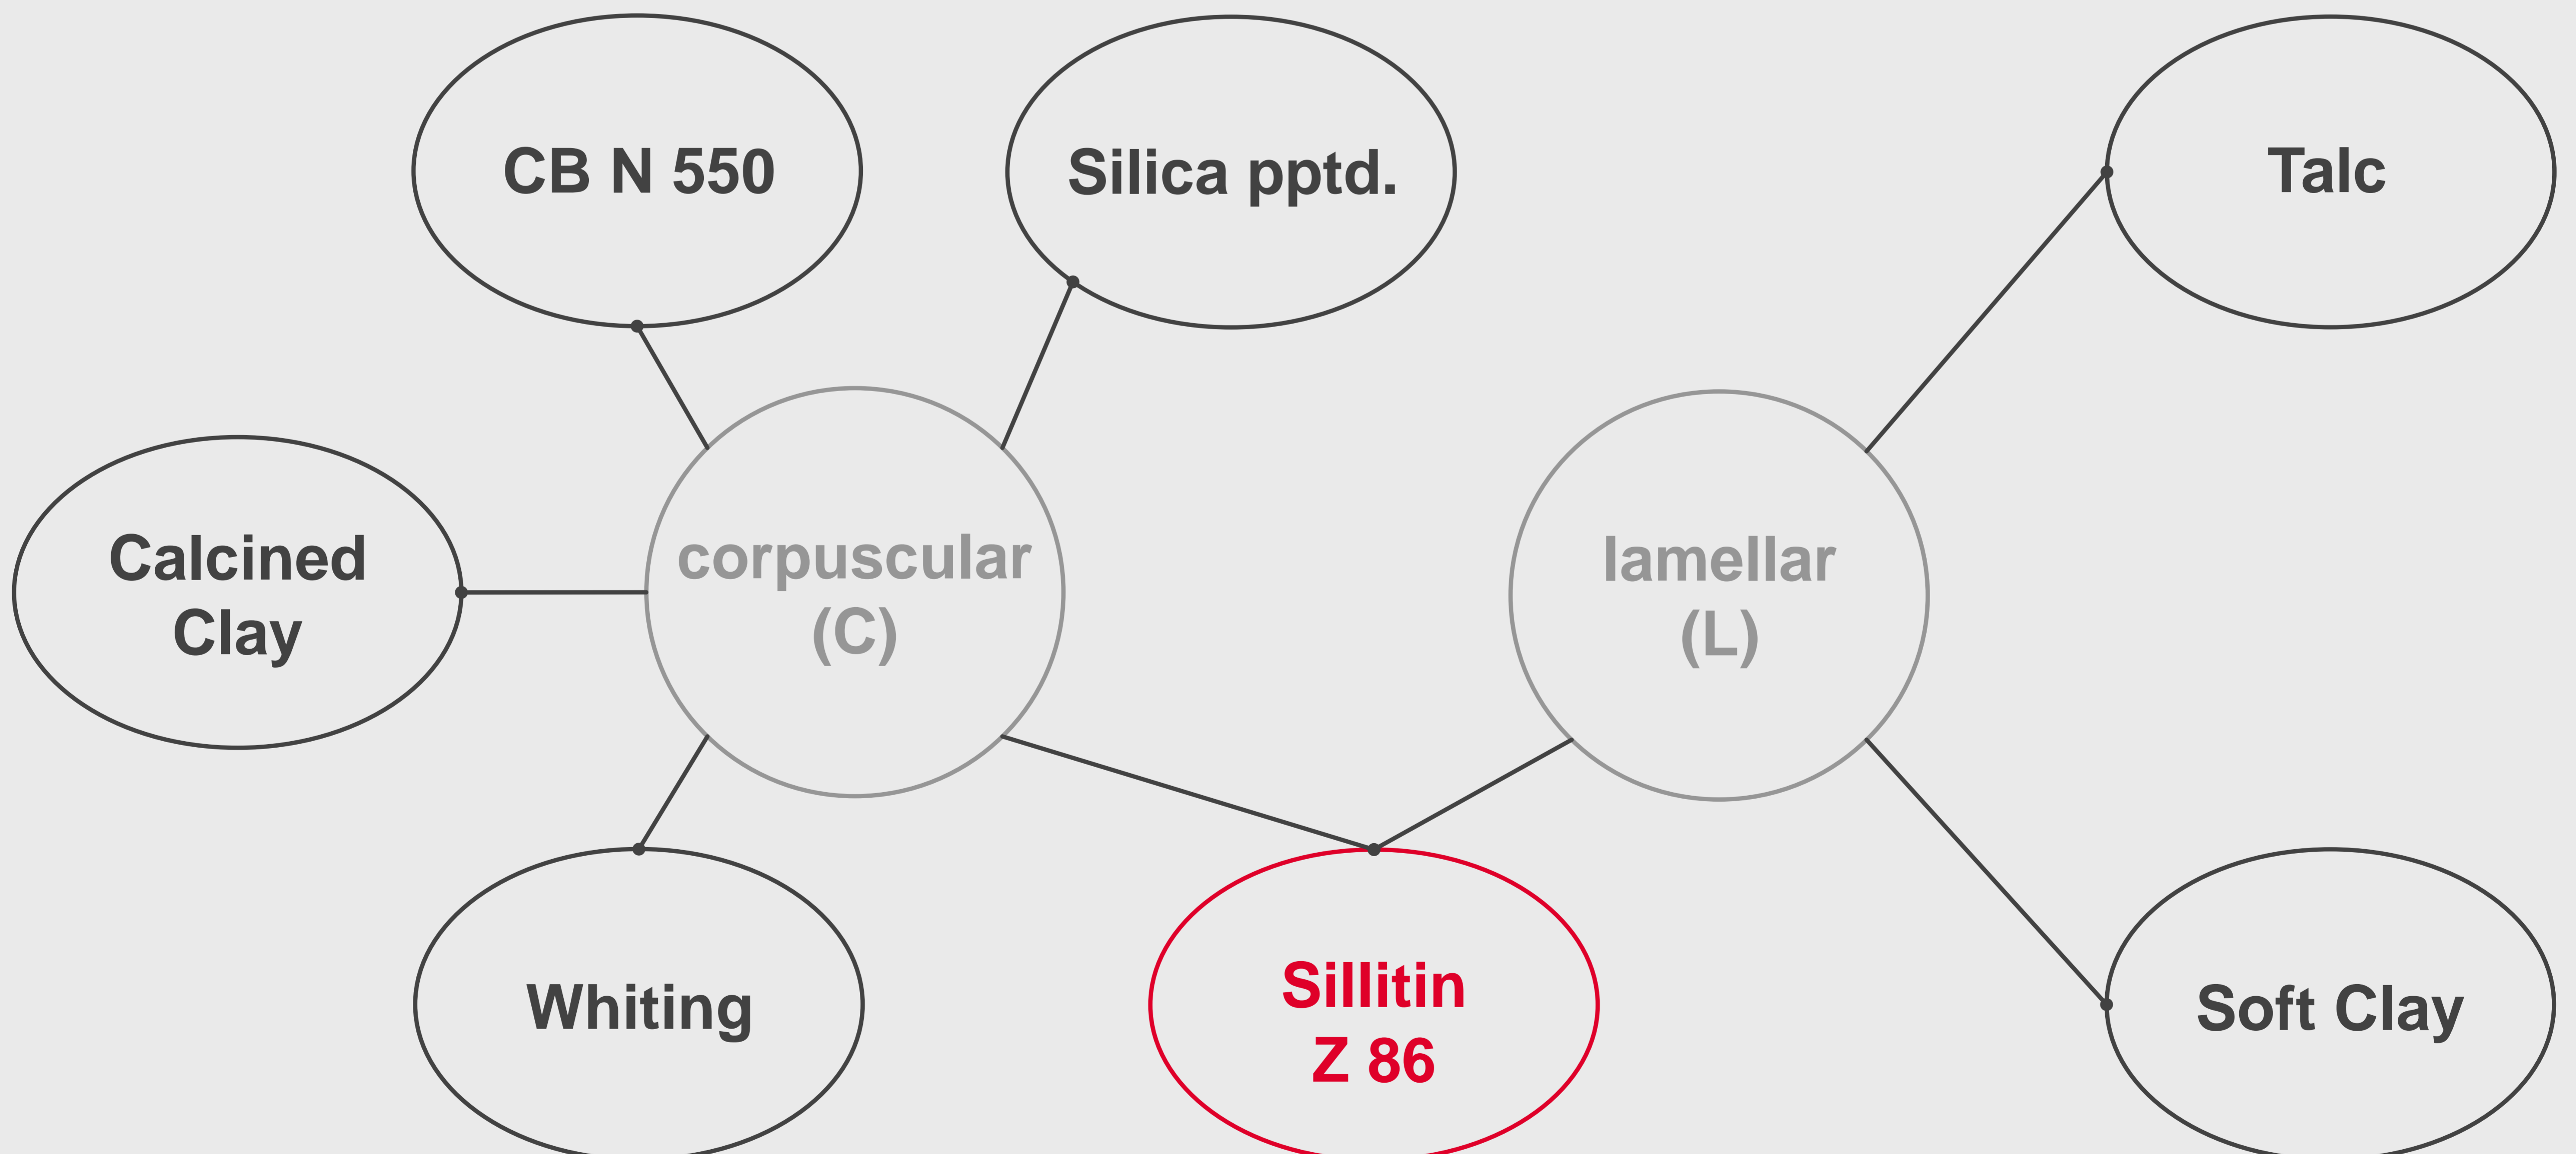 CB N 550
Silica pptd.
Talc
Calcined
Clay
corpuscular
(C)
lamellar
(L)
Whiting
Sillitin
Z 86
Soft Clay